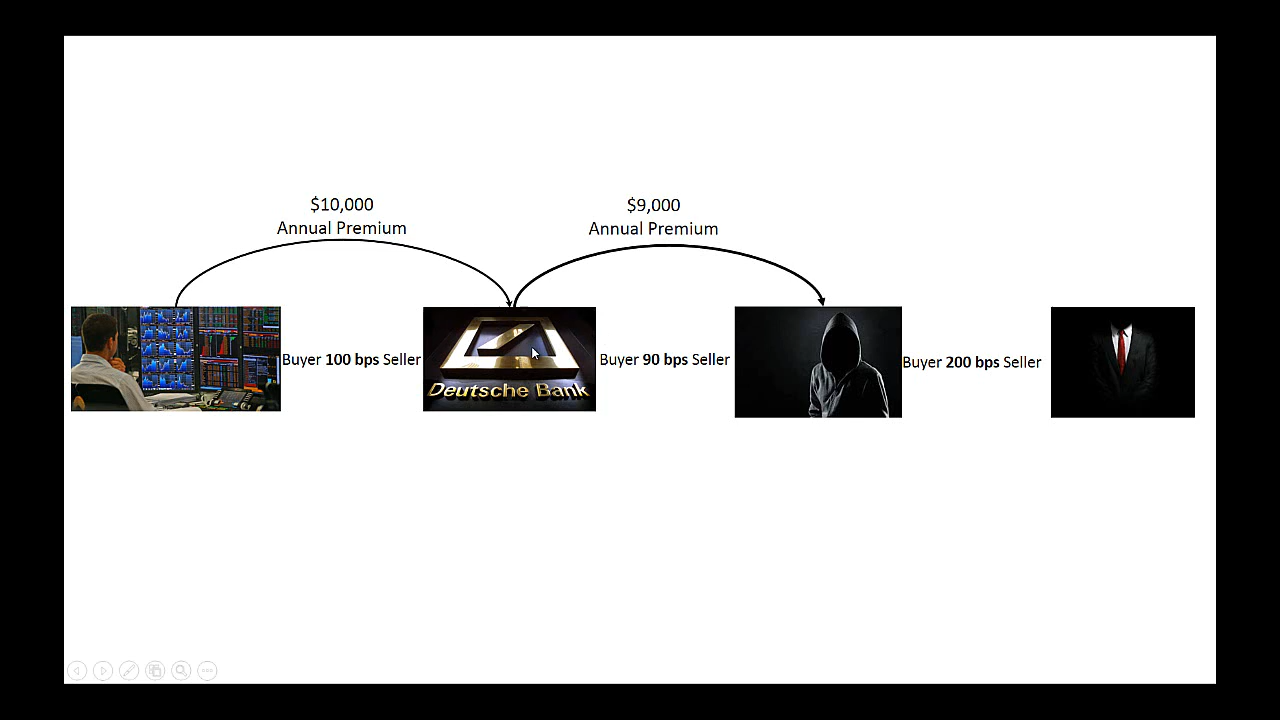 $10,000
Annual Premium
$9,000
Annual Premium
Buyer 100 bps Seller
Deutsche Bank
Buyer 90 bps Seller
Buyer 200 bps Seller